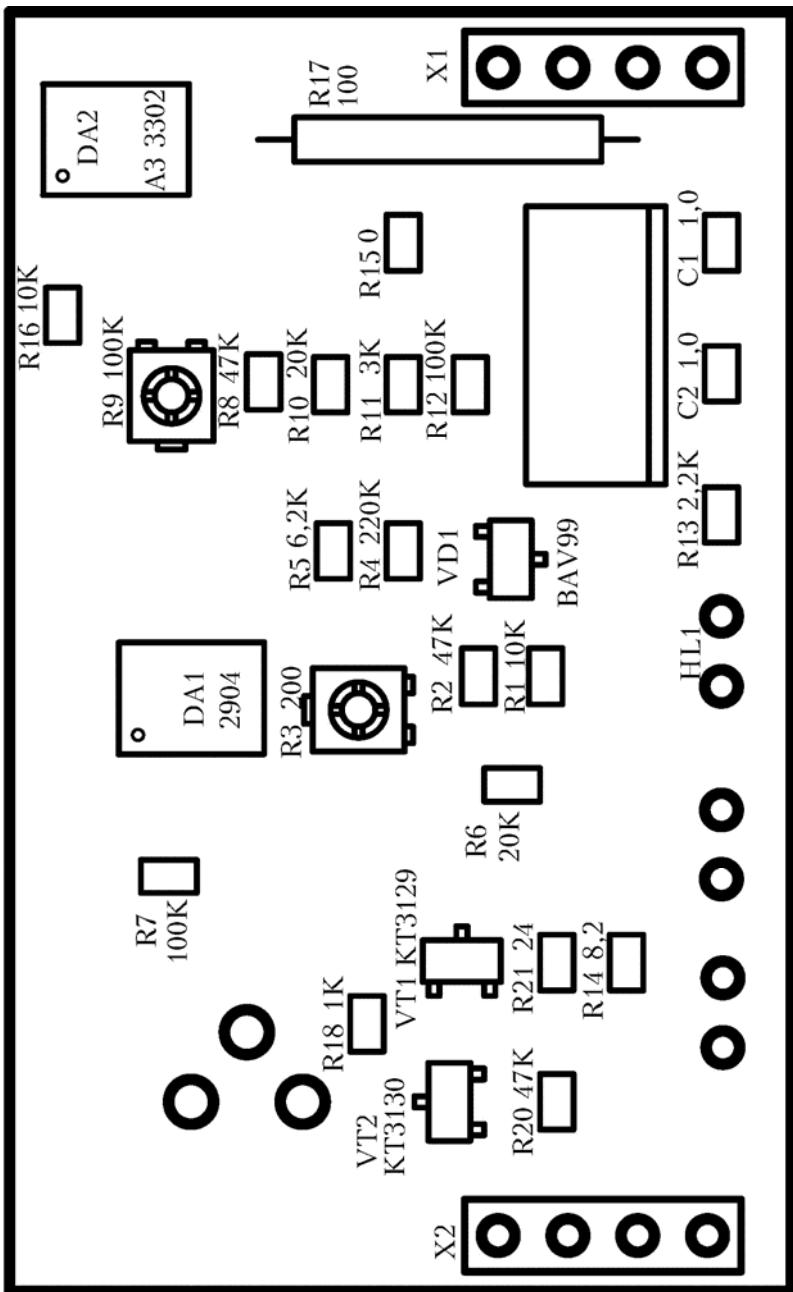 X1
R17
100
DA2
A3 3302
R15 0
C1 1,0
R16 10K
R9 100K
R8 47K
R10 20K
R11 3K
R12 100K
C2 1,0
R5 6,2K
R4 220K
VD1
BAV99
R13 2,2K
DA1
2904
R3 200
R2 47K
R1 10K
HL1
R6
20K
R7
100K
VT1 KT3129
R21 24
R14 8,2
R18 1K
VT2
KT3130
R20 47K
X2